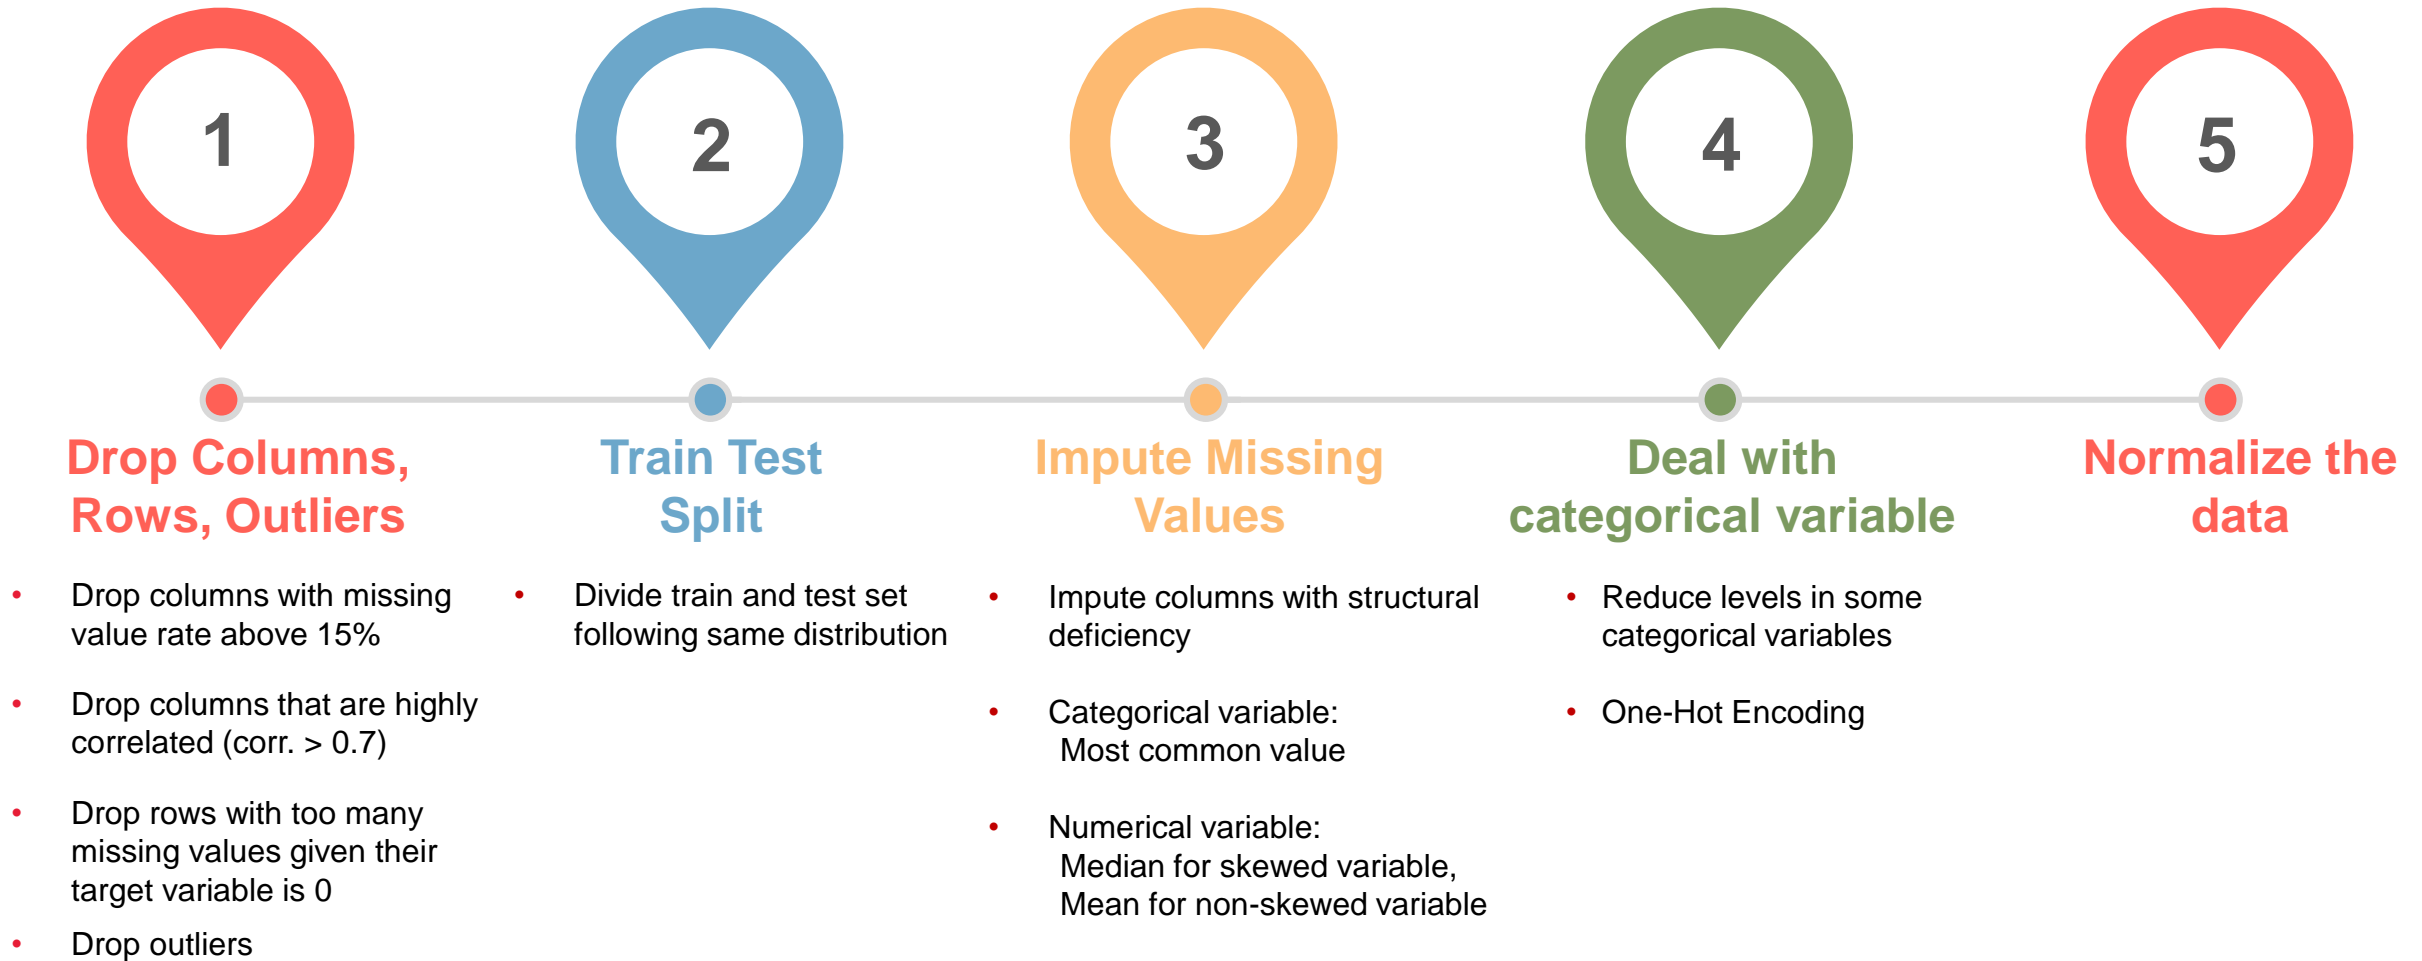 1
2
3
4
5
Drop Columns,
Rows, Outliers
• Drop columns with missing
value rate above 15%
• Drop columns that are highly
correlated (corr. > 0.7)
• Drop rows with too many
missing values given their
target variable is 0
• Drop outliers
Train Test
Split
• Divide train and test set
following same distribution
Impute Missing
Values
• Impute columns with structural
deficiency
• Categorical variable:
Most common value
• Numerical variable:
Median for skewed variable,
Mean for non-skewed variable
Deal with
categorical variable
• Reduce levels in some
categorical variables
• One-Hot Encoding
Normalize the
data